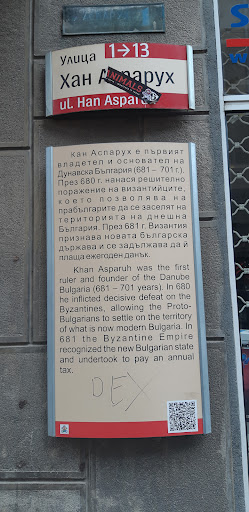 Улица 1→13
Хан Аспарух
ANIMALS
ul. Han Aspar
Хан Аспарух е първият
владетел и основател на
Дунавска България (681 – 701 г.).
През 680 г. нанася решително
поражение на византийците,
което позволява на
прабългарите да се заселят на
територията на днешна
България. През 681 г. Византия
признава новата българска
държава и се задължава да ѝ
плаща ежегоден данък.
Khan Asparuh was the first
ruler and founder of the Danube
Bulgaria (681 – 701 years). In 680
he inflicted decisive defeat on the
Byzantines, allowing the Proto-
Bulgarians to settle on the territory
of what is now modern Bulgaria. In
681 the Byzantine Empire
recognized the new Bulgarian state
and undertook to pay an annual
tax.
DEX